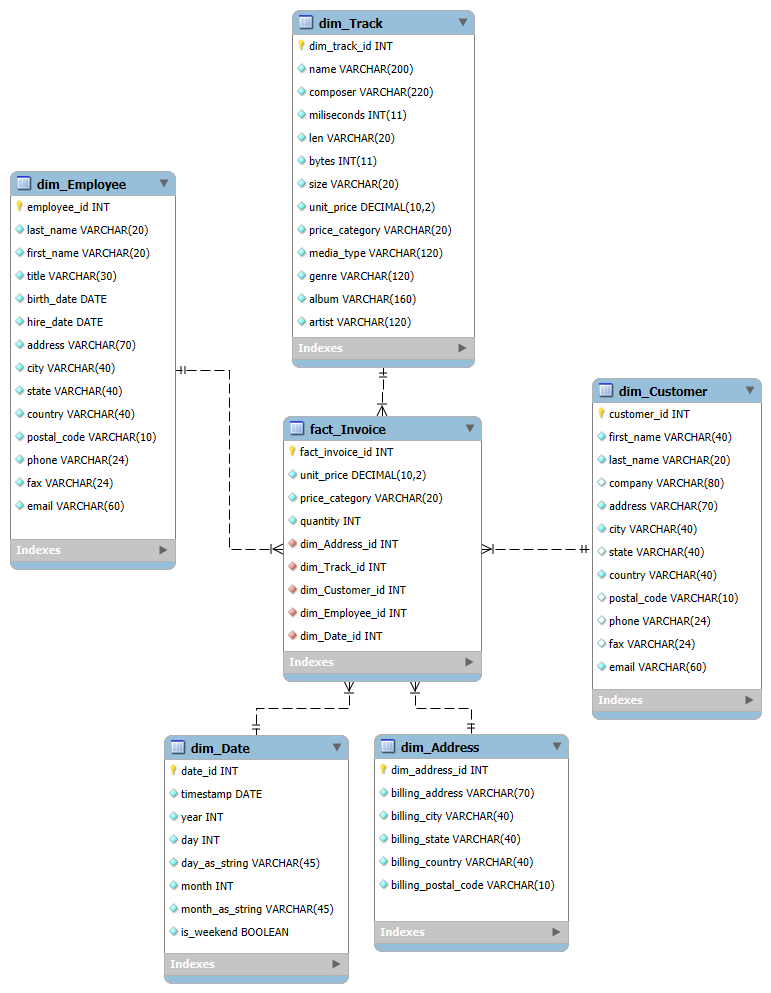 dim_Track
dim_track_id INT
name VARCHAR(200)
composer VARCHAR(220)
miliseconds INT(11)
len VARCHAR(20)
bytes INT(11)
size VARCHAR(20)
unit_price DECIMAL(10,2)
price_category VARCHAR(20)
media_type VARCHAR(120)
genre VARCHAR(120)
album VARCHAR(160)
artist VARCHAR(120)
Indexes
dim_Employee
employee_id INT
last_name VARCHAR(20)
first_name VARCHAR(20)
title VARCHAR(30)
birth_date DATE
hire_date DATE
address VARCHAR(70)
city VARCHAR(40)
state VARCHAR(40)
country VARCHAR(40)
postal_code VARCHAR(10)
phone VARCHAR(24)
fax VARCHAR(24)
email VARCHAR(60)
Indexes
fact_Invoice
fact_invoice_id INT
unit_price DECIMAL(10,2)
price_category VARCHAR(20)
quantity INT
dim_Address_id INT
dim_Track_id INT
dim_Customer_id INT
dim_Employee_id INT
dim_Date_id INT
Indexes
dim_Customer
customer_id INT
first_name VARCHAR(40)
last_name VARCHAR(20)
company VARCHAR(80)
address VARCHAR(70)
city VARCHAR(40)
state VARCHAR(40)
country VARCHAR(40)
postal_code VARCHAR(10)
phone VARCHAR(24)
fax VARCHAR(24)
email VARCHAR(60)
Indexes
dim_Date
date_id INT
timestamp DATE
year INT
day INT
day_as_string VARCHAR(45)
month INT
month_as_string VARCHAR(45)
is_weekend BOOLEAN
Indexes
dim_Address
dim_address_id INT
billing_address VARCHAR(70)
billing_city VARCHAR(40)
billing_state VARCHAR(40)
billing_country VARCHAR(40)
billing_postal_code VARCHAR(10)
Indexes